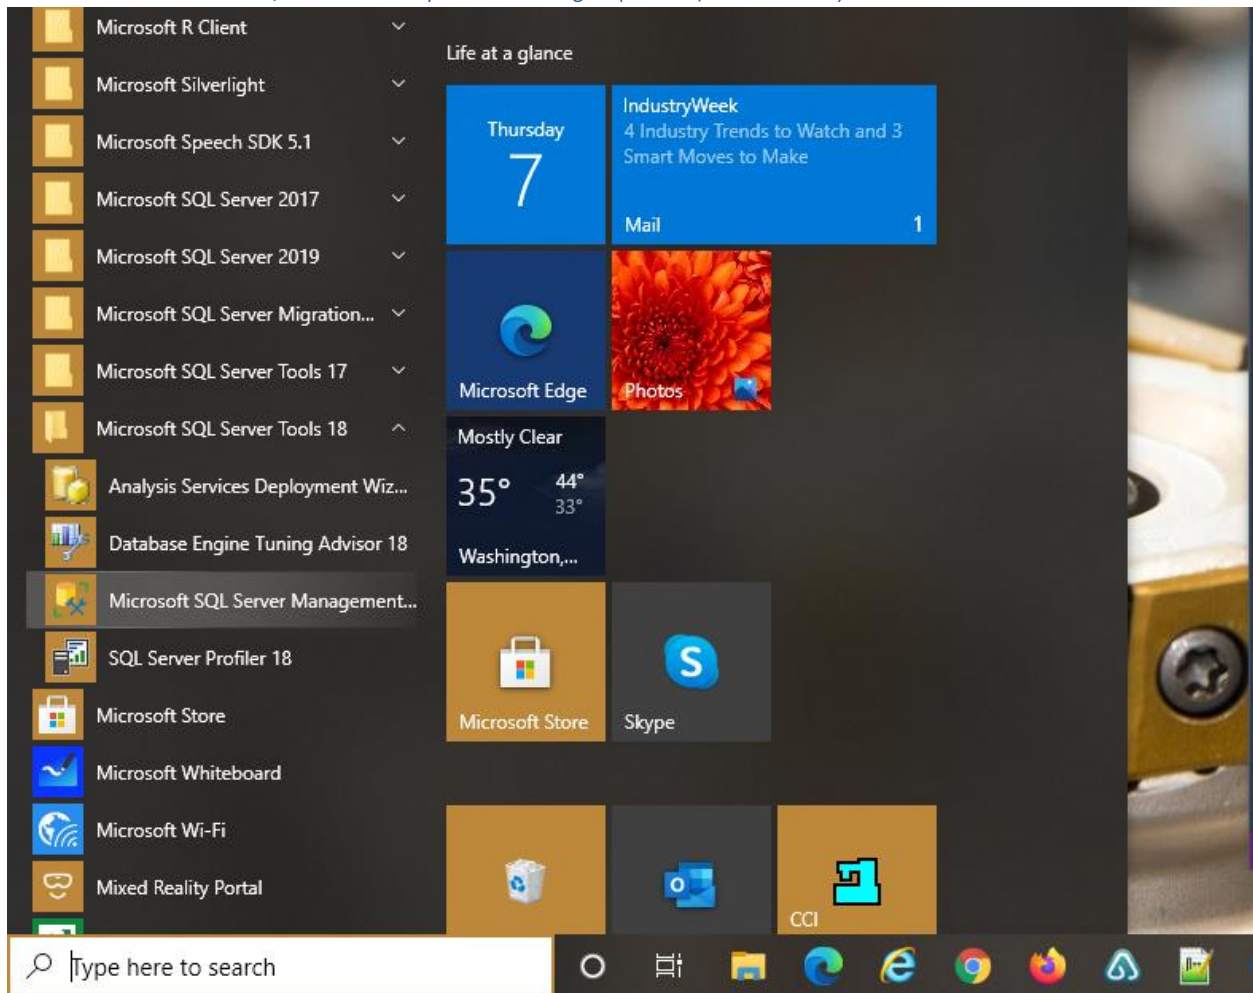 Microsoft R Client
Microsoft Silverlight
Microsoft Speech SDK 5.1
Microsoft SQL Server 2017
Microsoft SQL Server 2019
Microsoft SQL Server Migration...
Microsoft SQL Server Tools 17
Microsoft SQL Server Tools 18
Analysis Services Deployment Wiz...
Database Engine Tuning Advisor 18
Microsoft SQL Server Management...
SQL Server Profiler 18
Microsoft Store
Microsoft Whiteboard
Microsoft Wi-Fi
Mixed Reality Portal
Life at a glance
Thursday
7
IndustryWeek
4 Industry Trends to Watch and 3
Smart Moves to Make
Mail 1
Microsoft Edge
Photos
Mostly Clear
35° 44°
33°
Washington,...
Microsoft Store
Skype
CCI
Type here to search